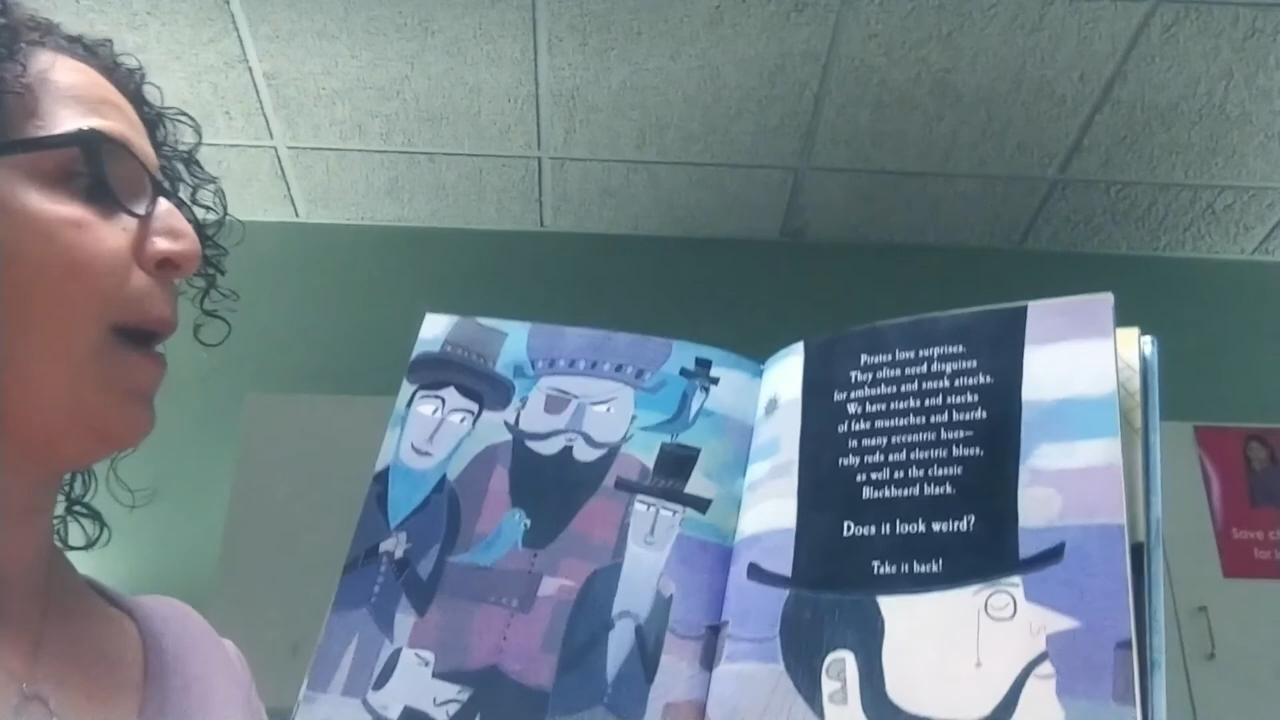 Pirates love surprises.
They often need disguises
for ambushes and sneak attacks.
We have stacks and stacks
of fake mustaches and beards
in many eccentric hues—
ruby reds and electric blues,
as well as the classic
Blackbeard black.
Does it look weird?
Take it back!
save
for